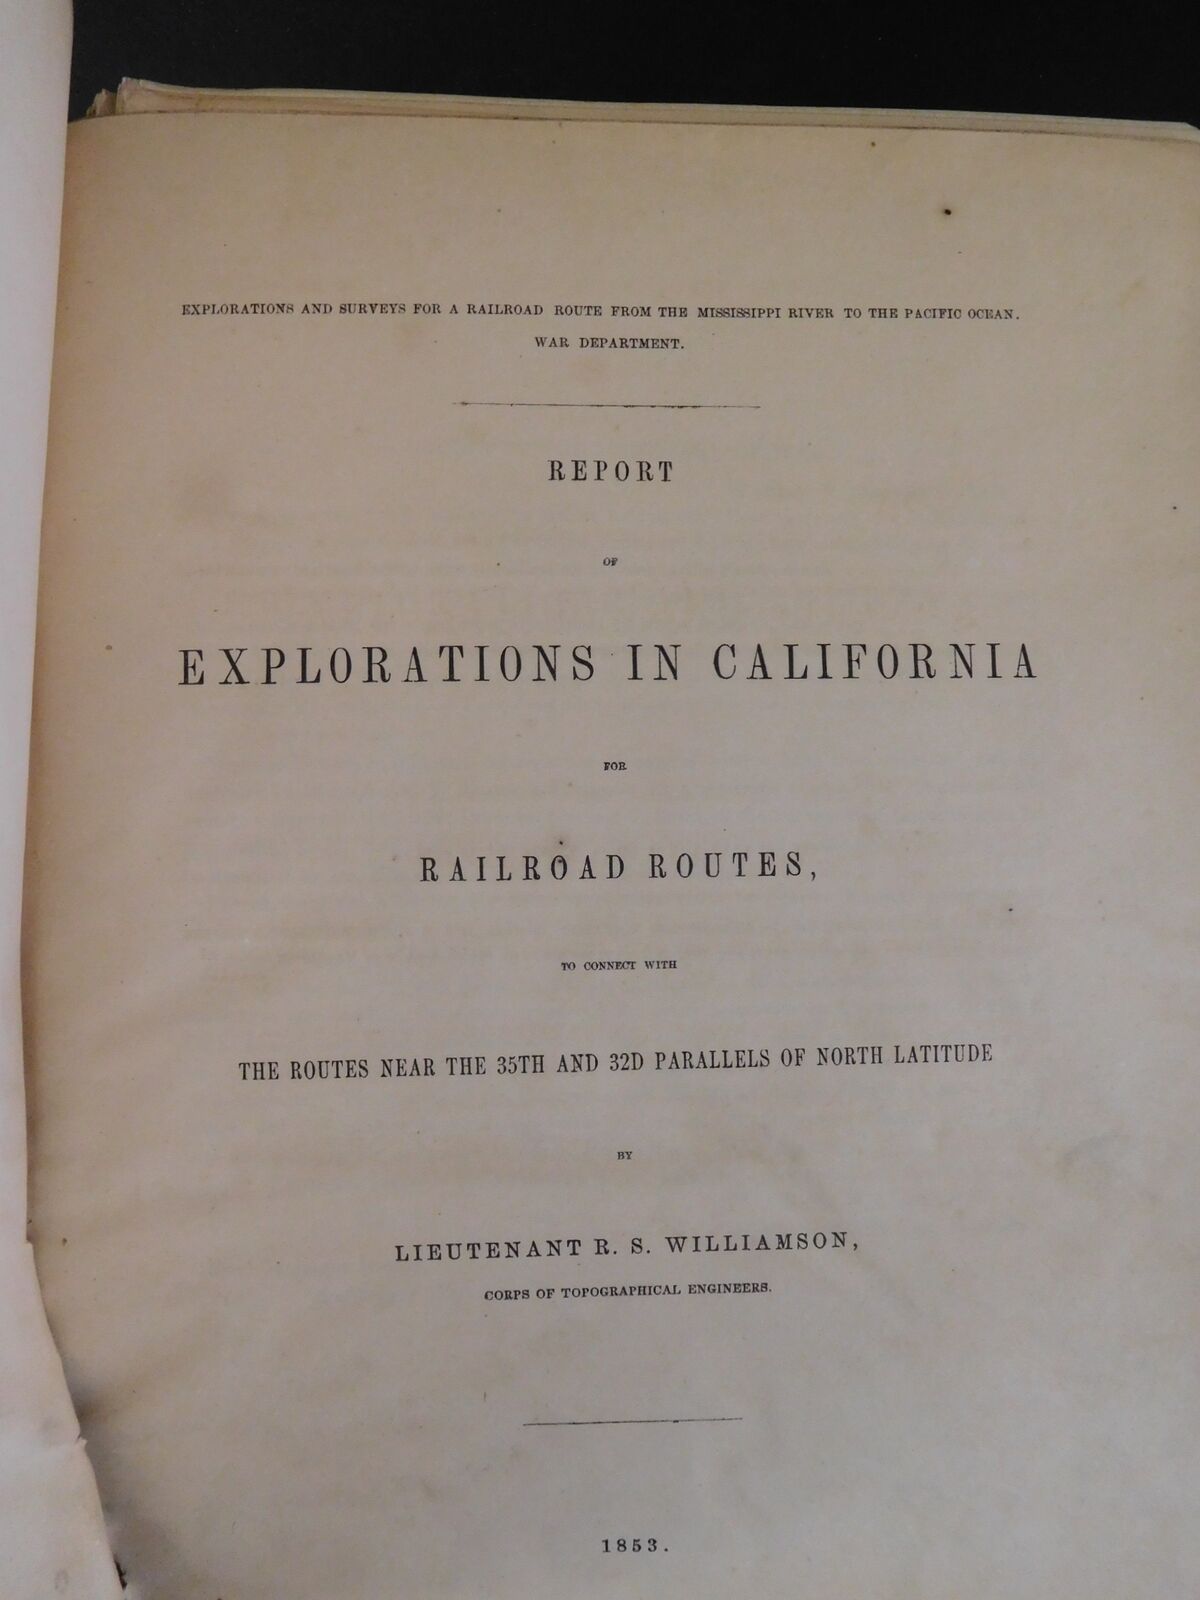 EXPLORATIONS AND SURVEYS FOR A RAILROAD ROUTE FROM THE MISSISSIPPI RIVER TO THE PACIFIC OCEAN.
WAR DEPARTMENT.
REPORT
OF
EXPLORATIONS IN CALIFORNIA
FOR
RAILROAD ROUTES,
TO CONNECT WITH
THE ROUTES NEAR THE 35TH AND 32D PARALLELS OF NORTH LATITUDE
BY
LIEUTENANT R. S. WILLIAMSON,
CORPS OF TOPOGRAPHICAL ENGINEERS.
1853.